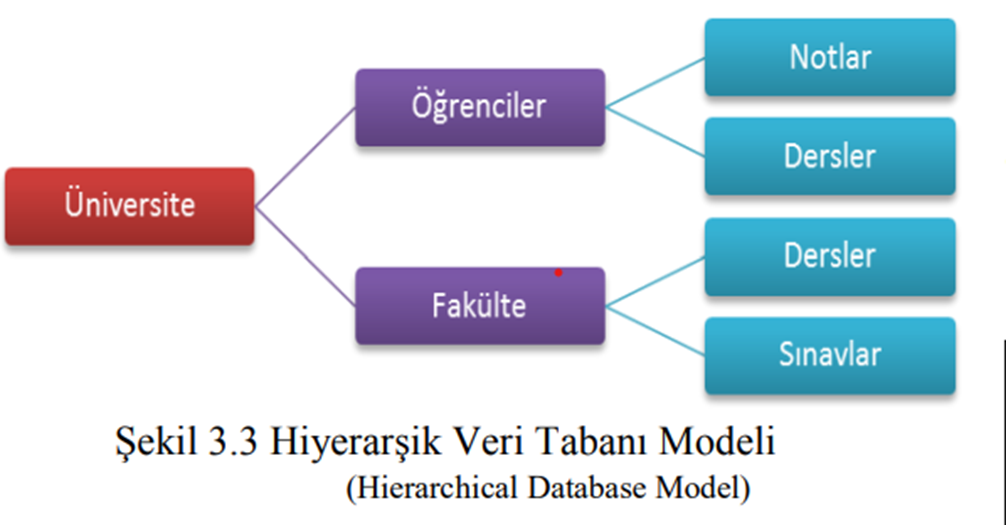 Üniversite
Öğrenciler
Fakülte
Notlar
Dersler
Dersler
Sınavlar
Şekil 3.3 Hiyerarşik Veri Tabanı Modeli
(Hierarchical Database Model)